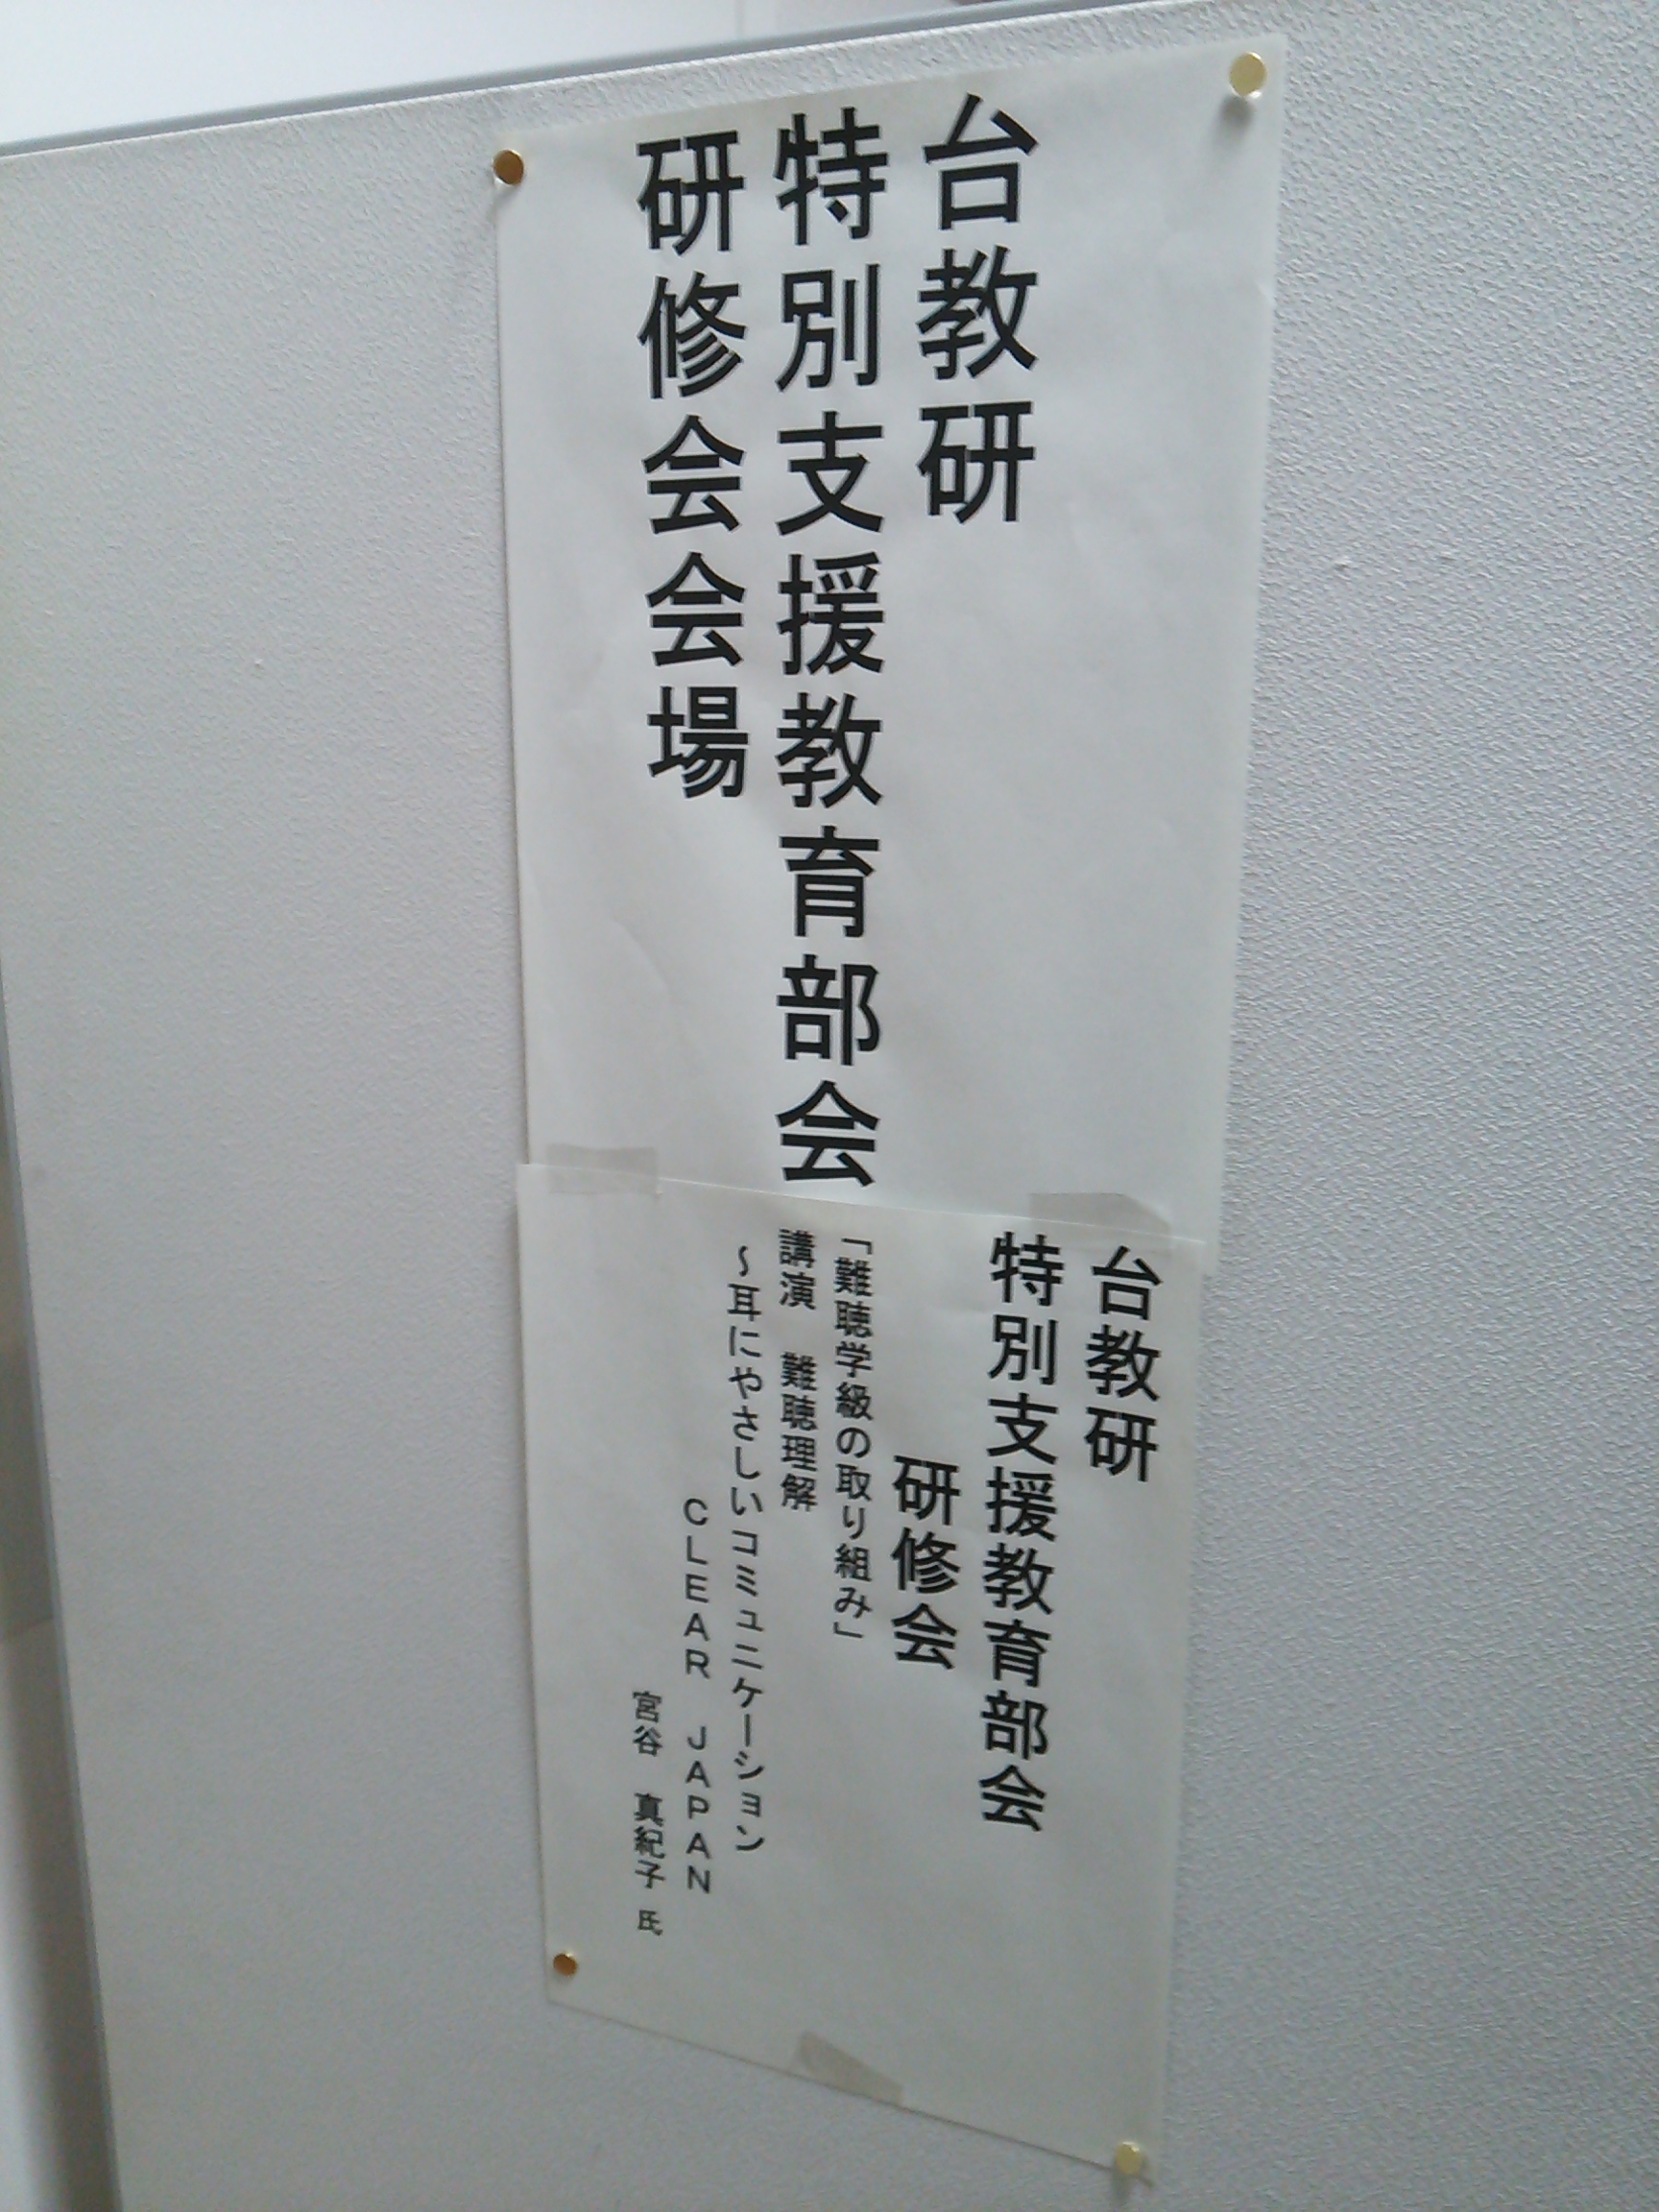 台教研
特別支援教育部会
研修会会場
台教研
特別支援教育部会
研修会
「難聴学級の取り組み」
講演　難聴理解
～耳にやさしいコミュニケーション
ＣＬＥＡＲ　ＪＡＰＡＮ
宮谷　真紀子　氏